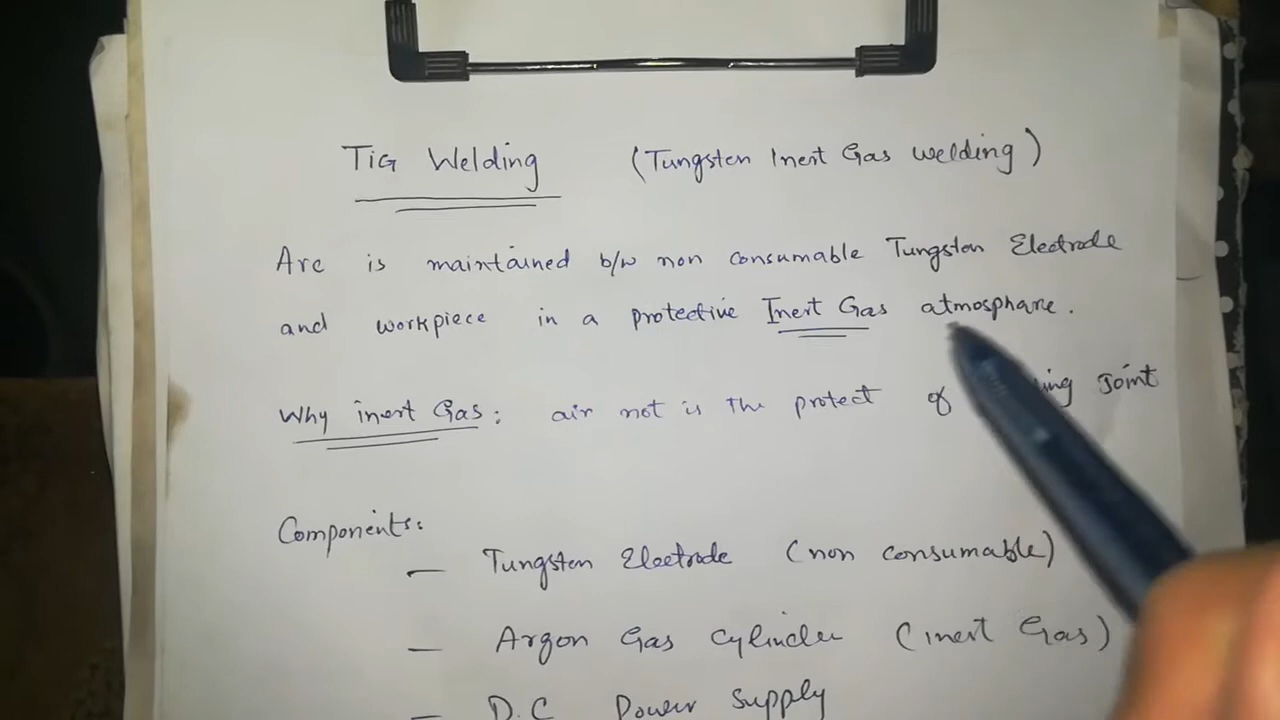 TiG Welding (Tungsten Inert Gas welding)
Arc is maintained b/w non consumable Tungsten Electrode
and workpiece in a protective Inert Gas atmosphare.
Why inert Gas: air not is the protect of Joint
Components:
— Tungsten Electrode (non consumable)
— Argon Gas Cylinder (inert Gas)
— D.C Power Supply